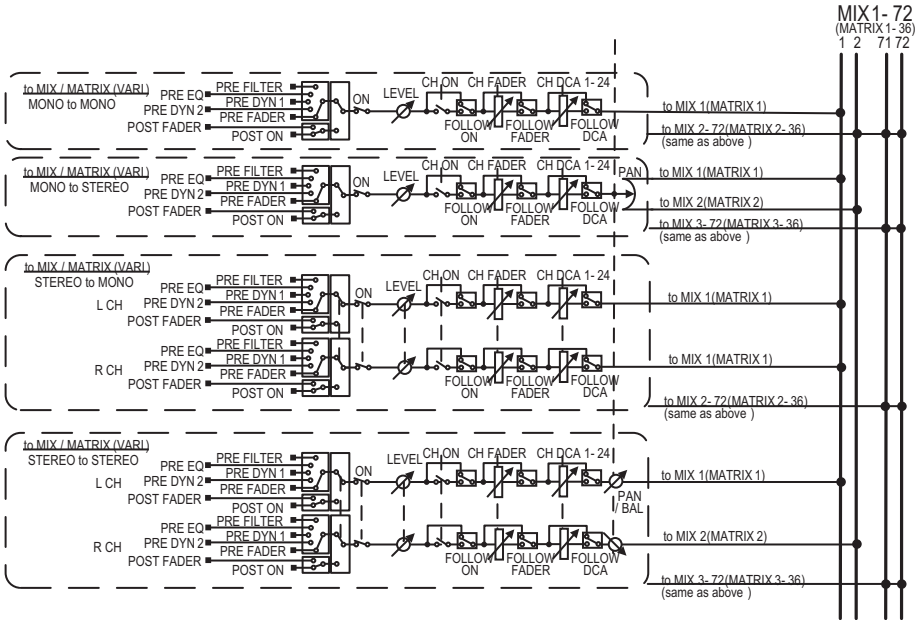 MIX1- 72
(MATRIX 1- 36)
1 2 71 72
to MIX / MATRIX (VARI.)
MONO to MONO
PRE FILTER
PRE EQ
PRE DYN 1
PRE DYN 2
PRE FADER
POST FADER
POST ON
ON
LEVEL
CH ON
CH FADER
CH DCA 1- 24
FOLLOW ON
FOLLOW FADER
FOLLOW DCA
to MIX 1(MATRIX 1)
to MIX 2- 72(MATRIX 2- 36)
(same as above )
to MIX / MATRIX (VARI.)
MONO to STEREO
PRE FILTER
PRE EQ
PRE DYN 1
PRE DYN 2
PRE FADER
POST FADER
POST ON
ON
LEVEL
CH ON
CH FADER
CH DCA 1- 24
FOLLOW ON
FOLLOW FADER
FOLLOW DCA
PAN
to MIX 1(MATRIX 1)
to MIX 2(MATRIX 2)
to MIX 3- 72(MATRIX 3- 36)
(same as above )
to MIX / MATRIX (VARI.)
STEREO to MONO
L CH
PRE FILTER
PRE EQ
PRE DYN 1
PRE DYN 2
PRE FADER
POST FADER
POST ON
ON
LEVEL
CH ON
CH FADER
CH DCA 1- 24
to MIX 1(MATRIX 1)
R CH
PRE FILTER
PRE EQ
PRE DYN 1
PRE DYN 2
PRE FADER
POST FADER
POST ON
FOLLOW ON
FOLLOW FADER
FOLLOW DCA
to MIX 1(MATRIX 1)
to MIX 2- 72(MATRIX 2- 36)
(same as above )
to MIX / MATRIX (VARI.)
STEREO to STEREO
L CH
PRE FILTER
PRE EQ
PRE DYN 1
PRE DYN 2
PRE FADER
POST FADER
POST ON
ON
LEVEL
CH ON
CH FADER
CH DCA 1- 24
PAN
/ BAL
to MIX 1(MATRIX 1)
R CH
PRE FILTER
PRE EQ
PRE DYN 1
PRE DYN 2
PRE FADER
POST FADER
POST ON
FOLLOW ON
FOLLOW FADER
FOLLOW DCA
to MIX 2(MATRIX 2)
to MIX 3- 72(MATRIX 3- 36)
(same as above )